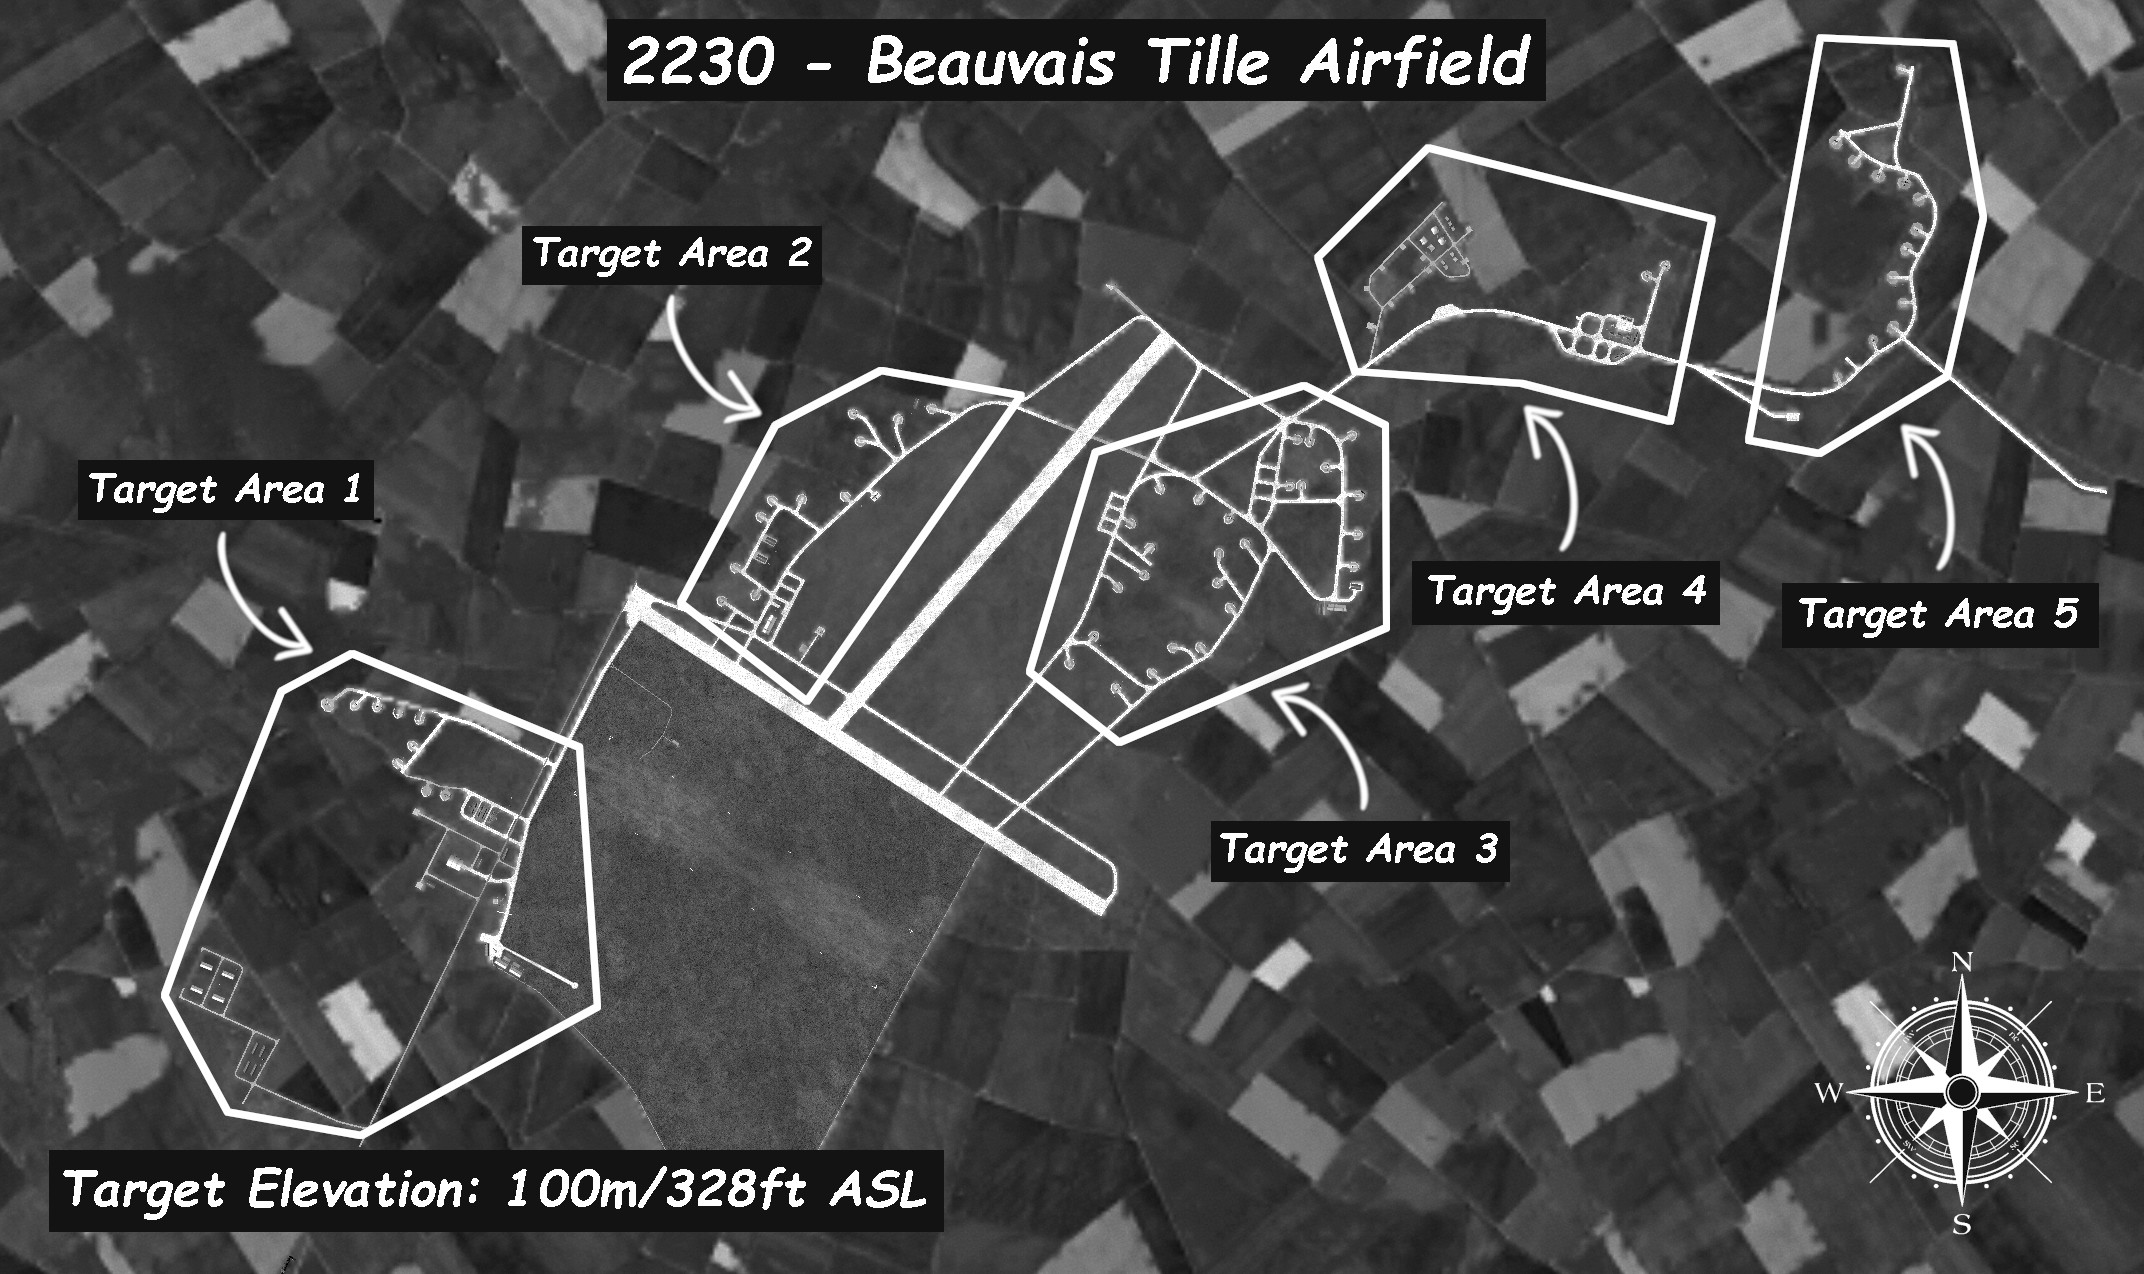 2230 - Beauvais Tille Airfield
Target Area 2
Target Area 1
Target Area 4
Target Area 5
Target Area 3
N
W
E
S
Target Elevation: 100m/328ft ASL